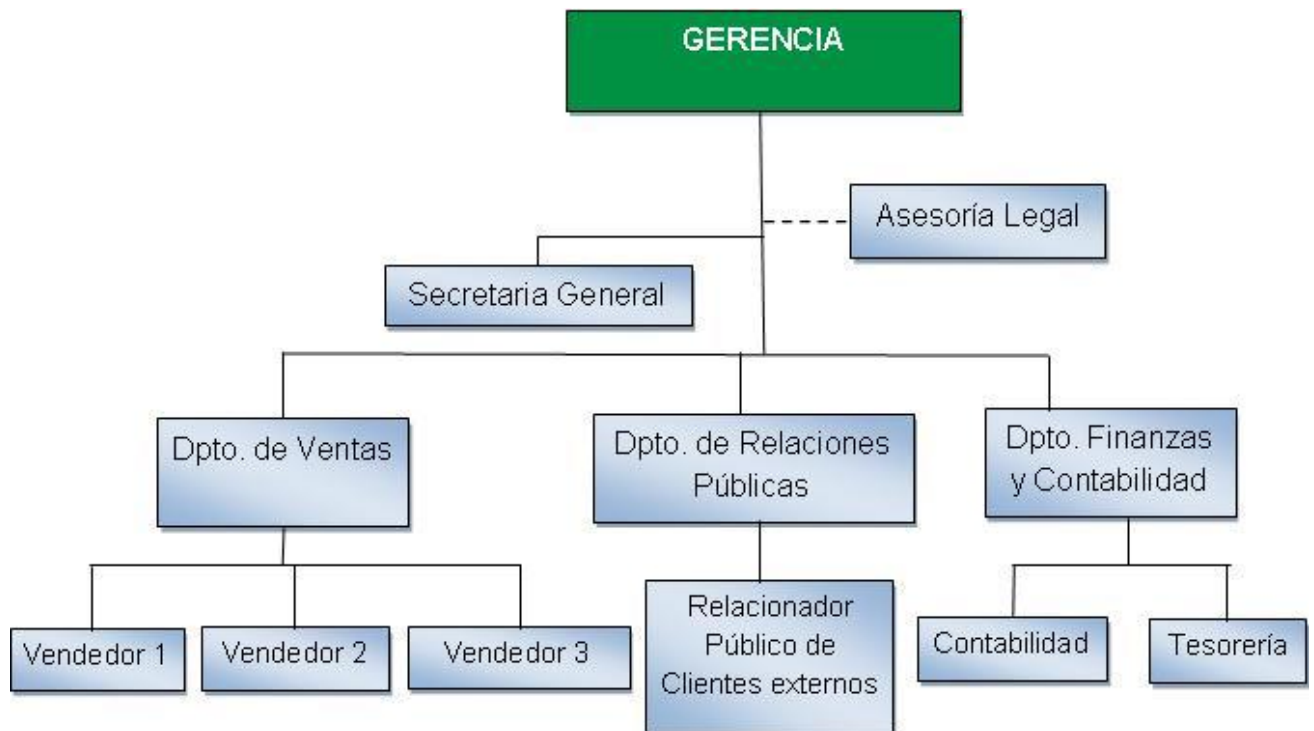 GERENCIA
Asesoría Legal
Secretaria General
Dpto. de Ventas
Dpto. de Relaciones
Públicas
Dpto. Finanzas
y Contabilidad
Vendedor 1
Vendedor 2
Vendedor 3
Relacionador
Público de
Clientes externos
Contabilidad
Tesorería